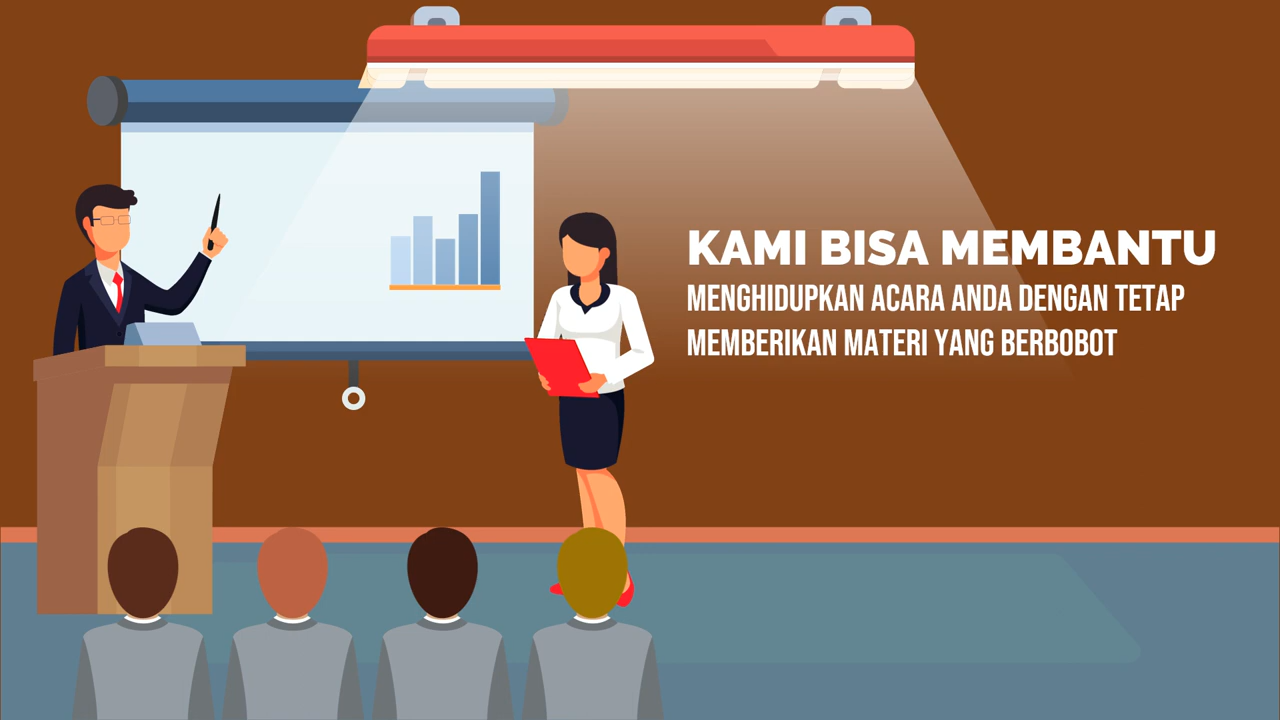 KAMI BISA MEMBANTU
MENGHIDUPKAN ACARA ANDA DENGAN TETAP
MEMBERIKAN MATERI YANG BERBOBOT